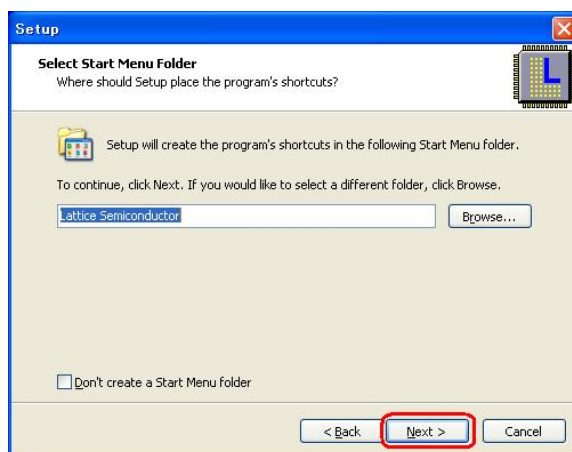 Setup
Select Start Menu Folder
Where should Setup place the program's shortcuts?
L
Setup will create the program's shortcuts in the following Start Menu folder.
To continue, click Next. If you would like to select a different folder, click Browse.
Lattice Semiconductor
Browse...
Don't create a Start Menu folder
< Back
Next >
Cancel